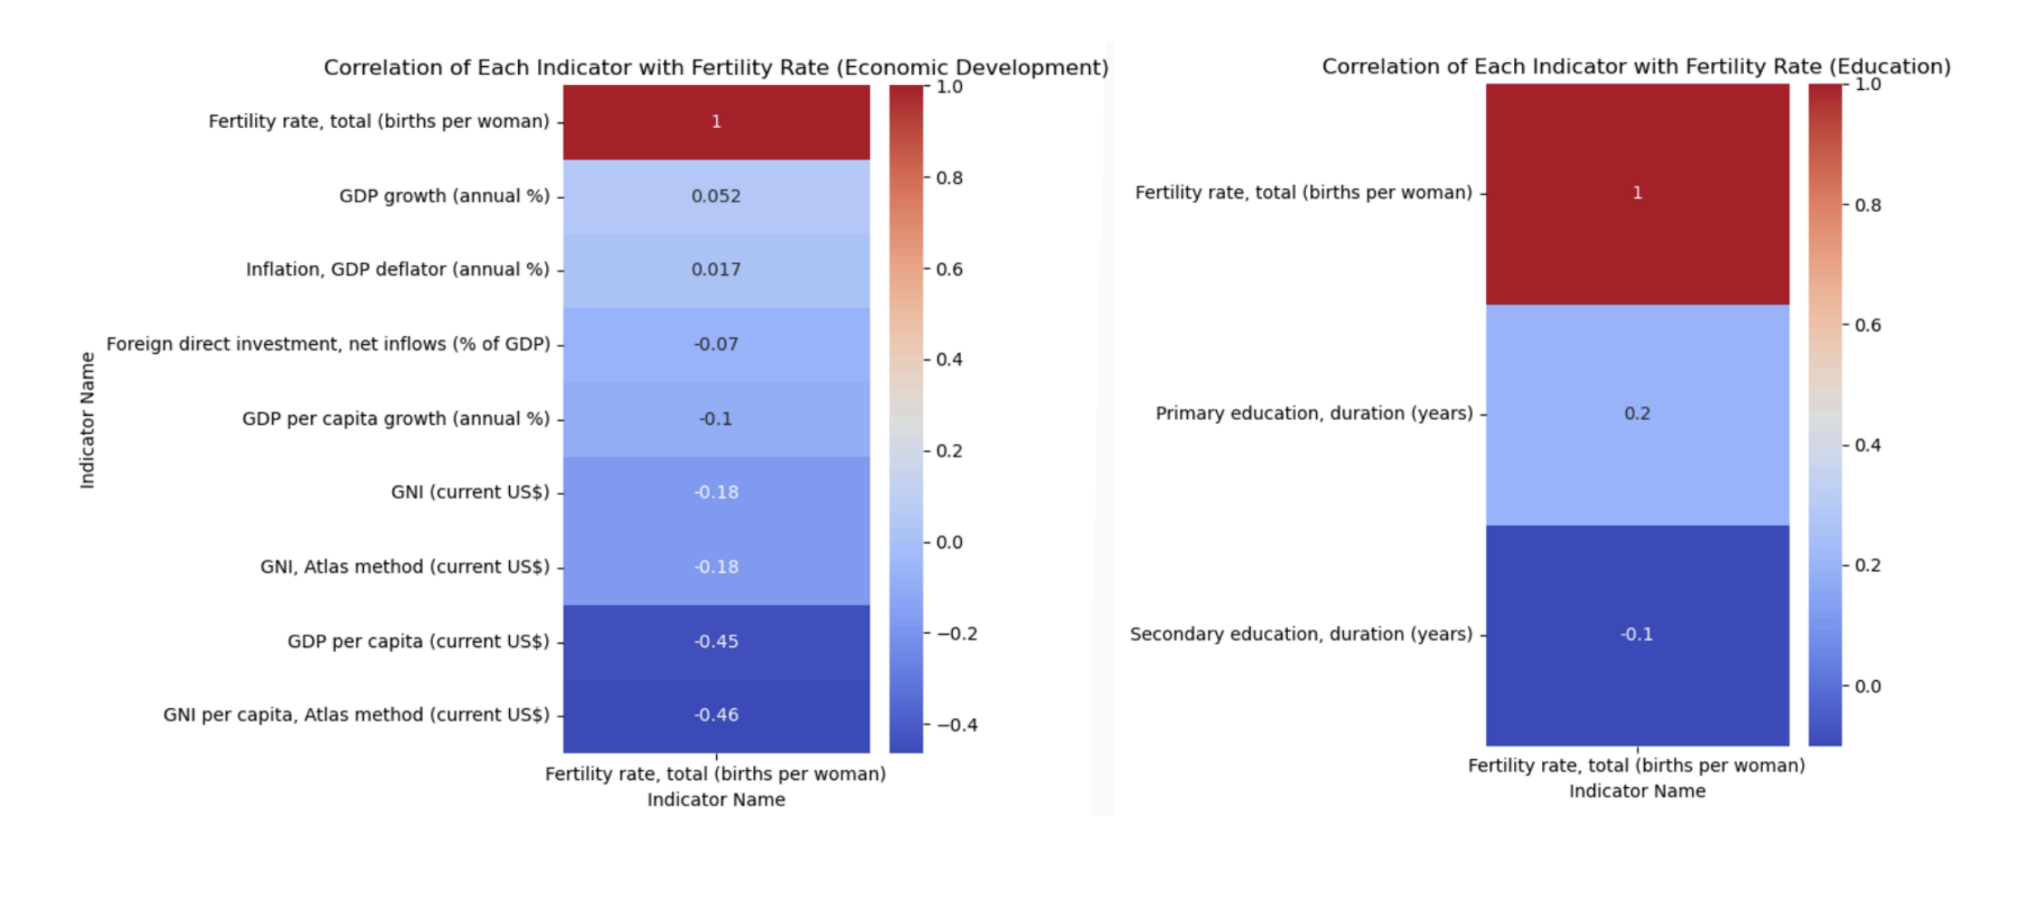 Correlation of Each Indicator with Fertility Rate (Economic Development)
1.0
Fertility rate, total (births per woman)
1
0.8
GDP growth (annual %)
0.052
Inflation, GDP deflator (annual %)
0.017
0.6
Foreign direct investment, net inflows (% of GDP)
-0.07
0.4
Indicator Name
GDP per capita growth (annual %)
-0.1
0.2
GNI (current US$)
-0.18
0.0
GNI, Atlas method (current US$)
-0.18
GDP per capita (current US$)
-0.45
−0.2
GNI per capita, Atlas method (current US$)
-0.46
−0.4
Fertility rate, total (births per woman)
Indicator Name
Correlation of Each Indicator with Fertility Rate (Education)
1.0
Fertility rate, total (births per woman)
1
0.8
0.6
Primary education, duration (years)
0.2
0.4
0.2
Secondary education, duration (years)
-0.1
0.0
Fertility rate, total (births per woman)
Indicator Name